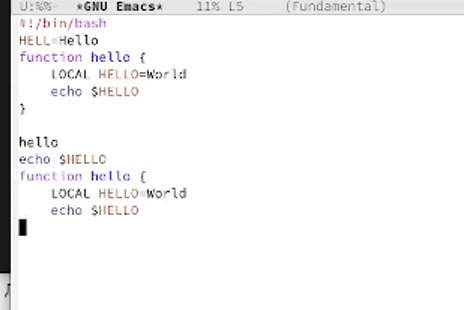 U:%%- *GNU Emacs* 11% L5 (Fundamental)
#!/bin/bash
HELL=Hello
function hello {
    LOCAL HELLO=World
    echo $HELLO
}
hello
echo $HELLO
function hello {
    LOCAL HELLO=World
    echo $HELLO